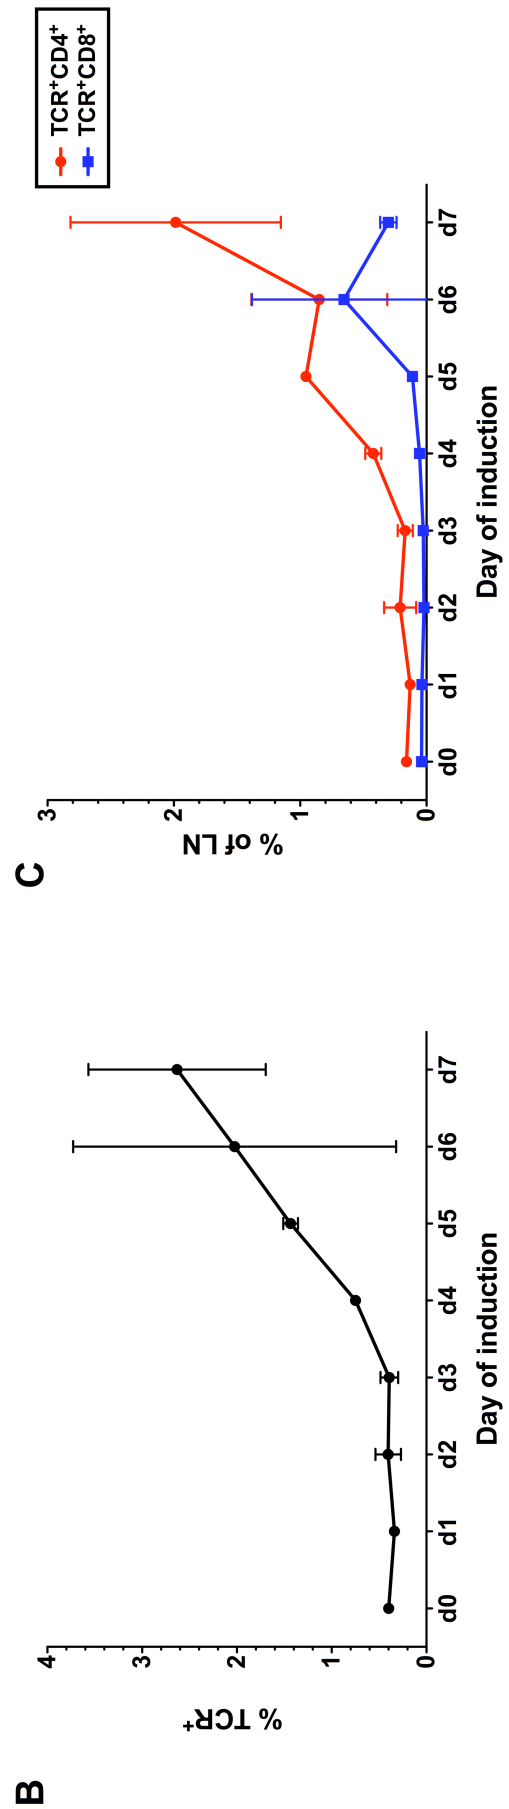 B
% TCR⁺
4
3
2
1
0
d0 d1 d2 d3 d4 d5 d6 d7
Day of induction
C
% of LN
3
2
1
0
d0 d1 d2 d3 d4 d5 d6 d7
Day of induction
TCR⁺CD4⁺
TCR⁺CD8⁺